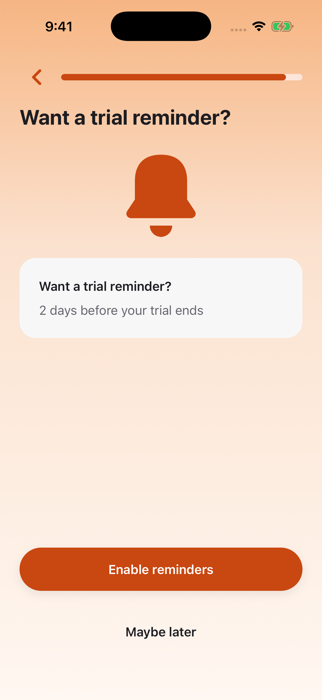 9:41
Want a trial reminder?
Want a trial reminder?
2 days before your trial ends
Enable reminders
Maybe later